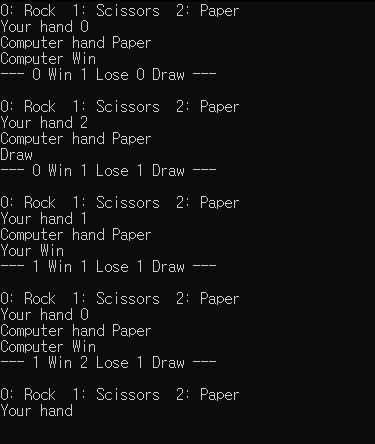 0: Rock  1: Scissors  2: Paper
Your hand 0
Computer hand Paper
Computer Win
--- 0 Win 1 Lose 0 Draw ---
0: Rock  1: Scissors  2: Paper
Your hand 2
Computer hand Paper
Draw
--- 0 Win 1 Lose 1 Draw ---
0: Rock  1: Scissors  2: Paper
Your hand 1
Computer hand Paper
Your Win
--- 1 Win 1 Lose 1 Draw ---
0: Rock  1: Scissors  2: Paper
Your hand 0
Computer hand Paper
Computer Win
--- 1 Win 2 Lose 1 Draw ---
0: Rock  1: Scissors  2: Paper
Your hand